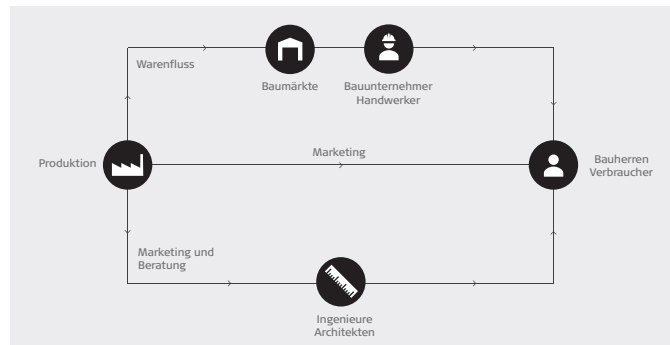 Warenfluss
Baumärkte
Bauunternehmer
Handwerker
Produktion
Marketing
Bauherren
Verbraucher
Marketing und
Beratung
Ingenieure
Architekten